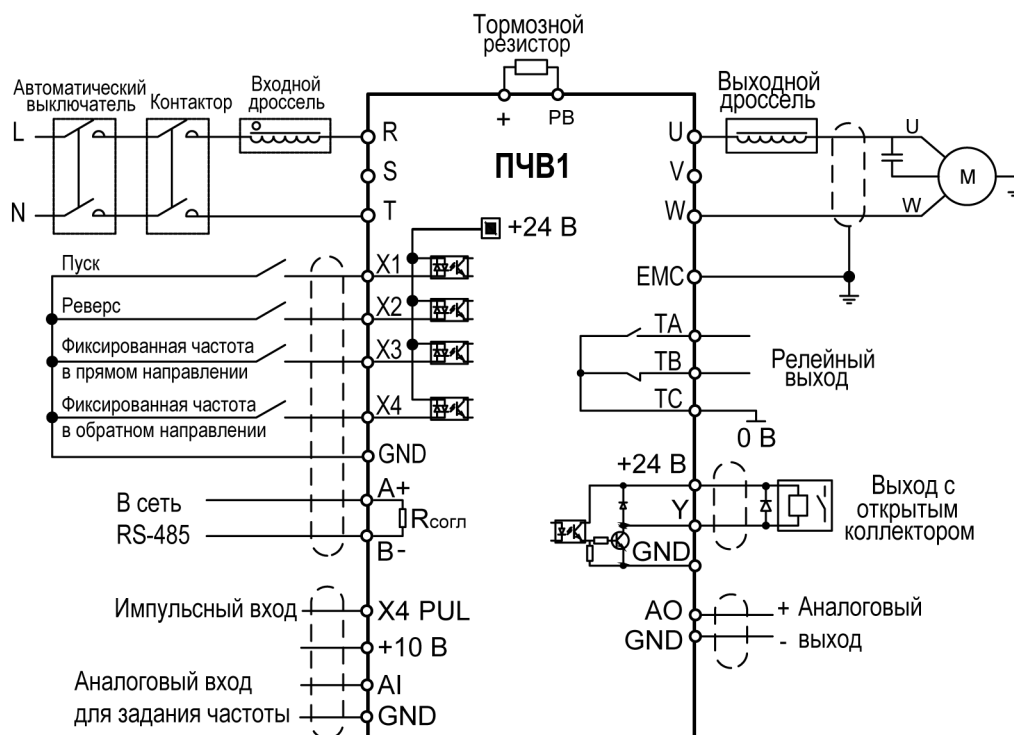 Тормозной
резистор
+
PB
Автоматический
выключатель
Контактор
Входной
дроссель
L
N
R
S
T
ПЧВ1
+24 В
Выходной
дроссель
U
V
W
U
W
M
EMC
Пуск
X1
Реверс
X2
Фиксированная частота
в прямом направлении
X3
Фиксированная частота
в обратном направлении
X4
GND
TA
TB
TC
Релейный
выход
0 В
В сеть
RS-485
A+
B-
Rсогл
+24 В
Y
GND
Выход с
открытым
коллектором
Импульсный вход
X4 PUL
+10 В
Аналоговый вход
для задания частоты
AI
GND
AO
GND
+ Аналоговый
- выход